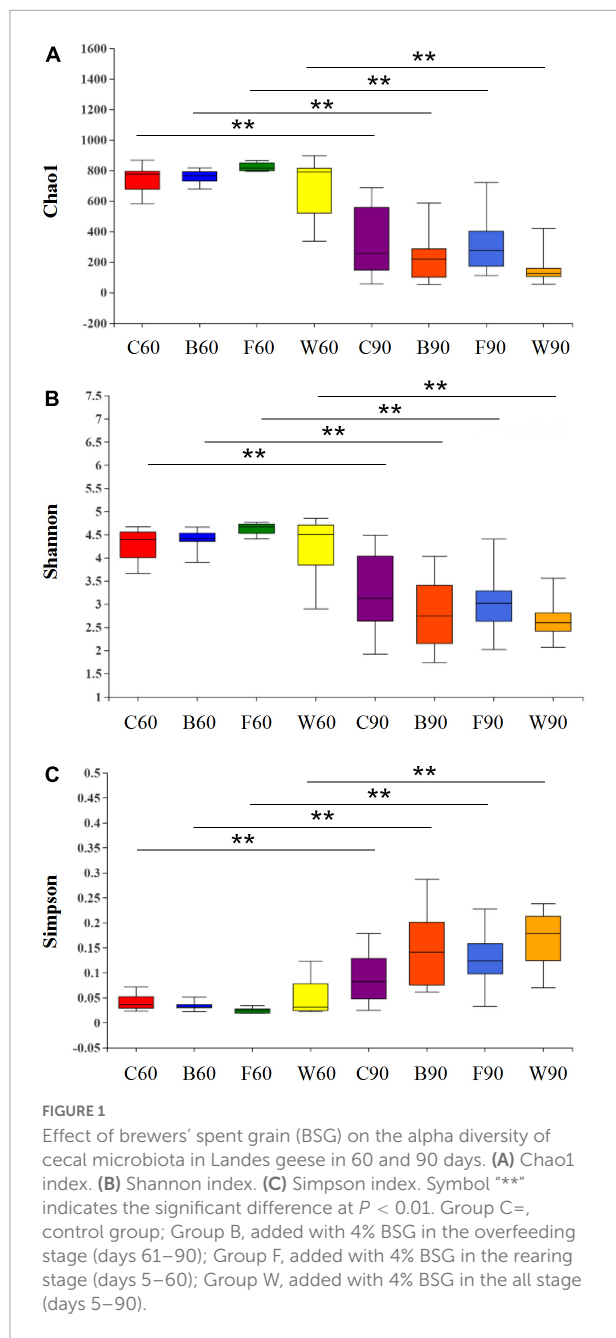 A
1600
1400
1200
1000
800
600
400
200
0
-200
Chao1
**
**
**
**
C60 B60 F60 W60 C90 B90 F90 W90
B
7.5
7
6.5
6
5.5
5
4.5
4
3.5
3
2.5
2
1.5
1
Shannon
**
**
**
**
C60 B60 F60 W60 C90 B90 F90 W90
C
0.5
0.45
0.4
0.35
0.3
0.25
0.2
0.15
0.1
0.05
0
-0.05
Simpson
**
**
**
**
C60 B60 F60 W60 C90 B90 F90 W90
FIGURE 1
Effect of brewers’ spent grain (BSG) on the alpha diversity of
cecal microbiota in Landes geese in 60 and 90 days. (A) Chao1
index. (B) Shannon index. (C) Simpson index. Symbol “**”
indicates the significant difference at P < 0.01. Group C=,
control group; Group B, added with 4% BSG in the overfeeding
stage (days 61–90); Group F, added with 4% BSG in the rearing
stage (days 5–60); Group W, added with 4% BSG in the all stage
(days 5–90).